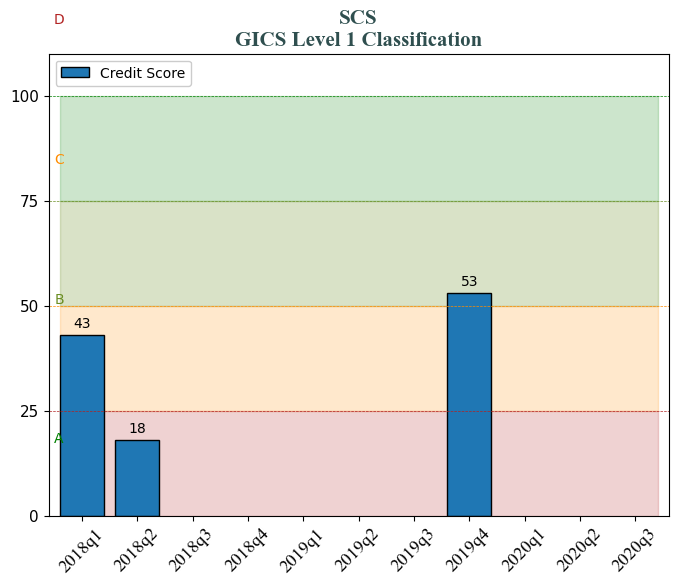 D
SCS
GICS Level 1 Classification
Credit Score
100
C
75
B
50
53
43
25
18
A
0
2018q1
2018q2
2018q3
2018q4
2019q1
2019q2
2019q3
2019q4
2020q1
2020q2
2020q3